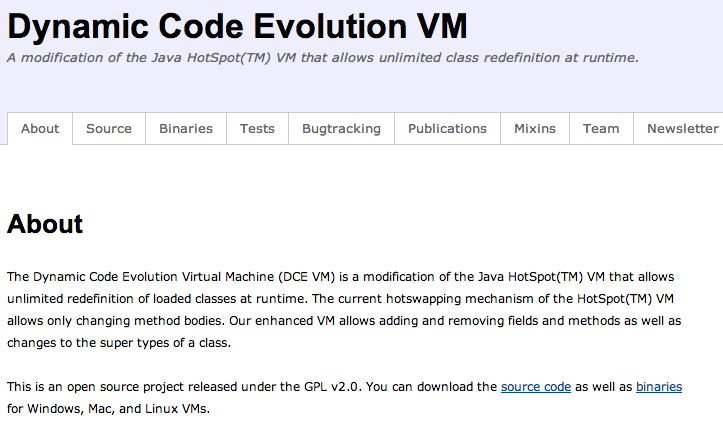 Dynamic Code Evolution VM
A modification of the Java HotSpot(TM) VM that allows unlimited class redefinition at runtime.
About Source Binaries Tests Bugtracking Publications Mixins Team Newsletter
About
The Dynamic Code Evolution Virtual Machine (DCE VM) is a modification of the Java HotSpot(TM) VM that allows
unlimited redefinition of loaded classes at runtime. The current hotswapping mechanism of the HotSpot(TM) VM
allows only changing method bodies. Our enhanced VM allows adding and removing fields and methods as well as
changes to the super types of a class.
This is an open source project released under the GPL v2.0. You can download the source code as well as binaries
for Windows, Mac, and Linux VMs.